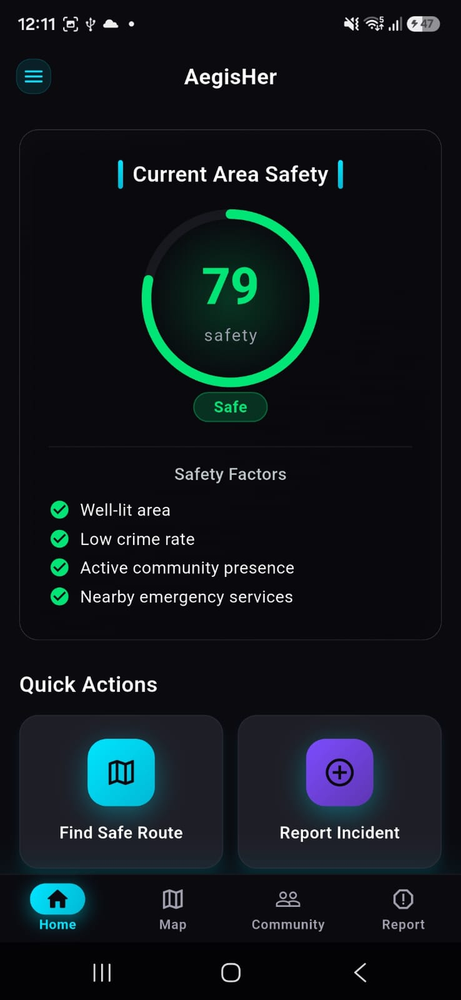 12:11
5
47
AegisHer
Current Area Safety
79
safety
Safe
Safety Factors
Well-lit area
Low crime rate
Active community presence
Nearby emergency services
Quick Actions
Find Safe Route
Report Incident
Home
Map
Community
Report